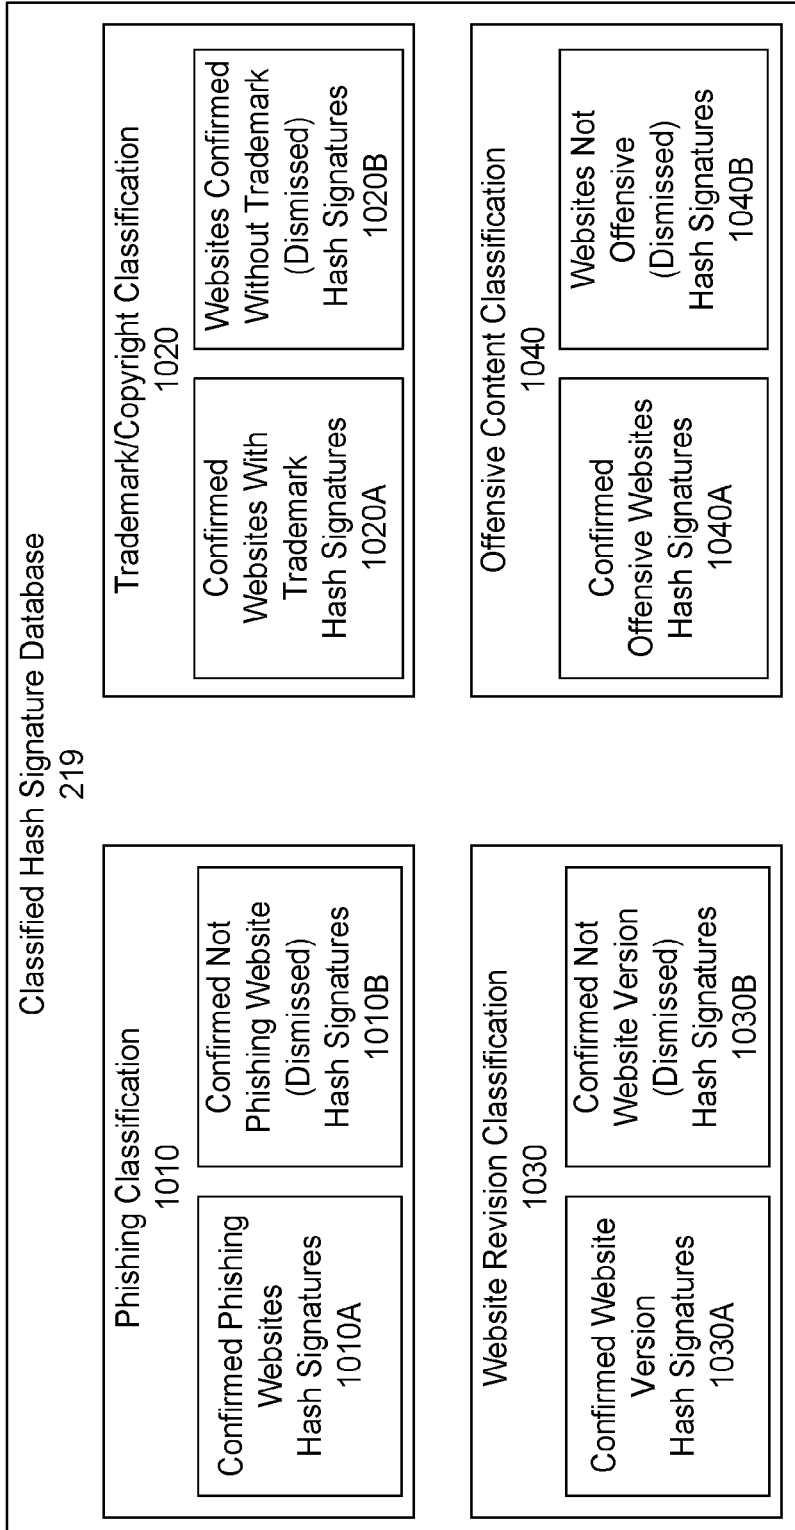 Classified Hash Signature Database
219
Phishing Classification
1010
Confirmed Phishing
Websites
Hash Signatures
1010A
Confirmed Not
Phishing Website
(Dismissed)
Hash Signatures
1010B
Trademark/Copyright Classification
1020
Confirmed
Websites With
Trademark
Hash Signatures
1020A
Websites Confirmed
Without Trademark
(Dismissed)
Hash Signatures
1020B
Website Revision Classification
1030
Confirmed Website
Version
Hash Signatures
1030A
Confirmed Not
Website Version
(Dismissed)
Hash Signatures
1030B
Offensive Content Classification
1040
Confirmed
Offensive Websites
Hash Signatures
1040A
Websites Not
Offensive
(Dismissed)
Hash Signatures
1040B